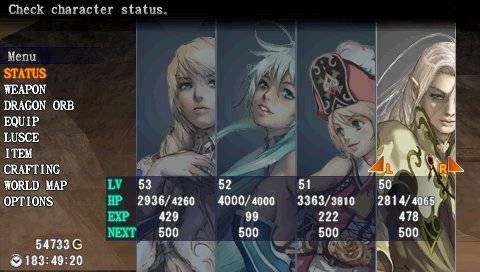 Check character status.
Menu
STATUS
WEAPON
DRAGON ORB
EQUIP
LUSCE
ITEM
CRAFTING
WORLD MAP
OPTIONS
L R
LV 53 52 51 50
HP 2936/4260 4000/4000 3363/3810 2814/4065
EXP 429 99 222 478
NEXT 500 500 500 500
54733 G
183:49:20